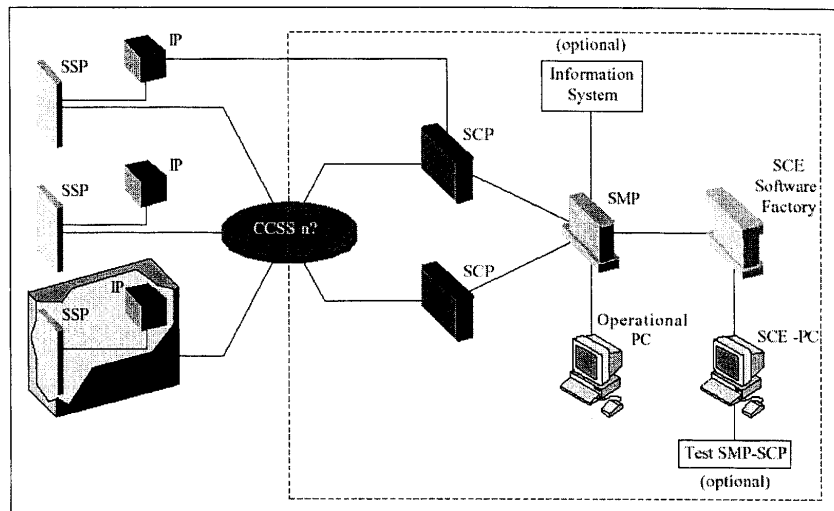 IP
SSP
(optional)
Information
System
SCP
SSP
IP
SCE
Software
Factory
SMP
CCSS n?
SCP
IP
SSP
Operational
PC
SCE -PC
Test SMP-SCP
(optional)